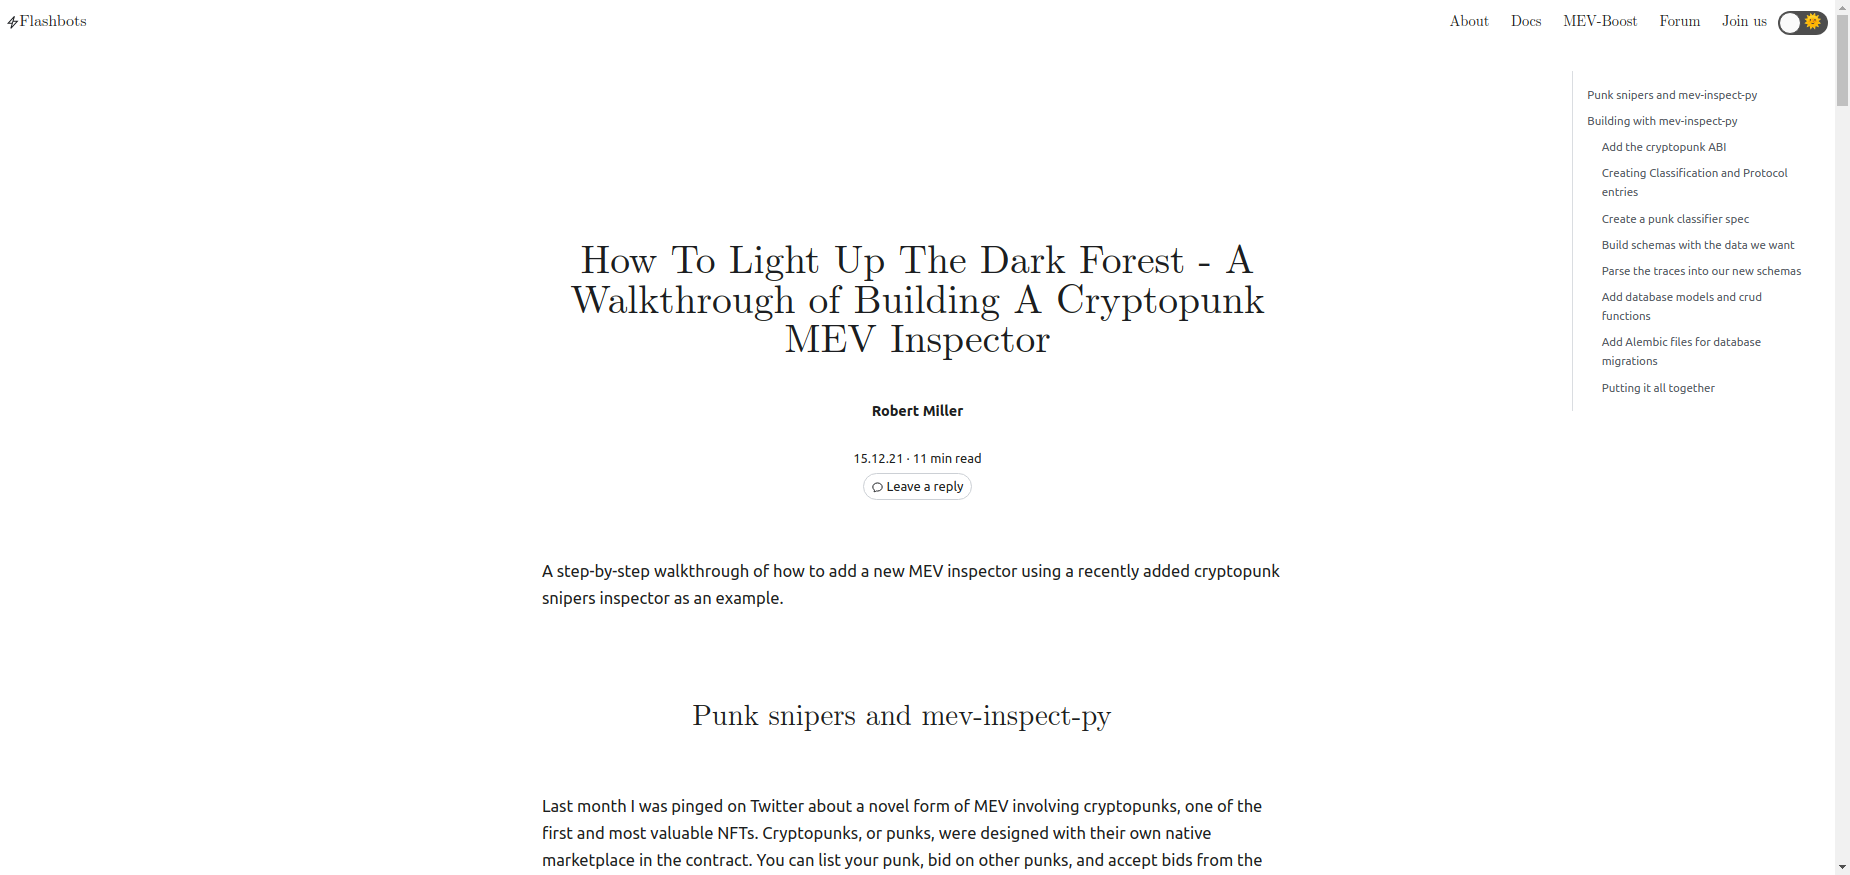 Flashbots
About Docs MEV-Boost Forum Join us
Punk snipers and mev-inspect-py
Building with mev-inspect-py
Add the cryptopunk ABI
Creating Classification and Protocol
entries
Create a punk classifier spec
Build schemas with the data we want
Parse the traces into our new schemas
Add database models and crud
functions
Add Alembic files for database
migrations
Putting it all together
How To Light Up The Dark Forest - A
Walkthrough of Building A Cryptopunk
MEV Inspector
Robert Miller
15.12.21 · 11 min read
Leave a reply
A step-by-step walkthrough of how to add a new MEV inspector using a recently added cryptopunk
snipers inspector as an example.
Punk snipers and mev-inspect-py
Last month I was pinged on Twitter about a novel form of MEV involving cryptopunks, one of the
first and most valuable NFTs. Cryptopunks, or punks, were designed with their own native
marketplace in the contract. You can list your punk, bid on other punks, and accept bids from the